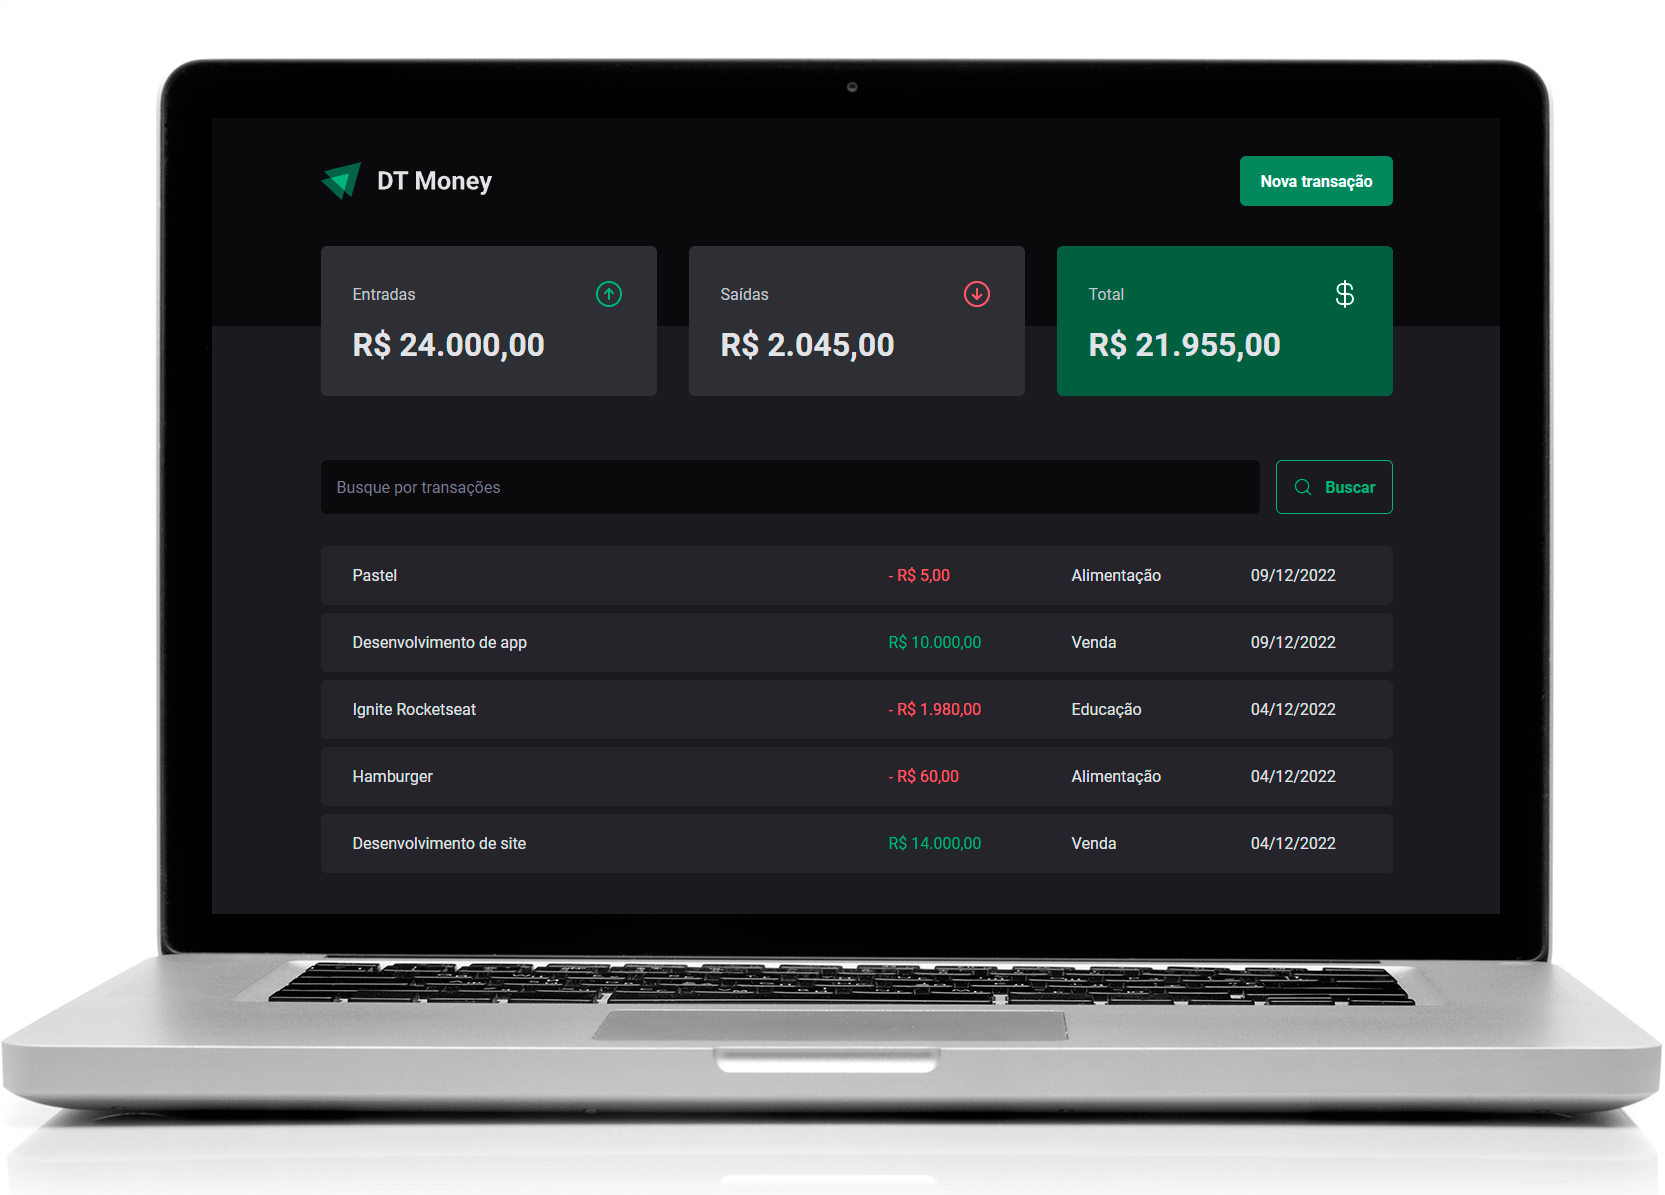 DT Money
Nova transação
Entradas
R$ 24.000,00
Saídas
R$ 2.045,00
Total
R$ 21.955,00
Busque por transações
Buscar
Pastel - R$ 5,00 Alimentação 09/12/2022
Desenvolvimento de app R$ 10.000,00 Venda 09/12/2022
Ignite Rocketseat - R$ 1.980,00 Educação 04/12/2022
Hamburger - R$ 60,00 Alimentação 04/12/2022
Desenvolvimento de site R$ 14.000,00 Venda 04/12/2022